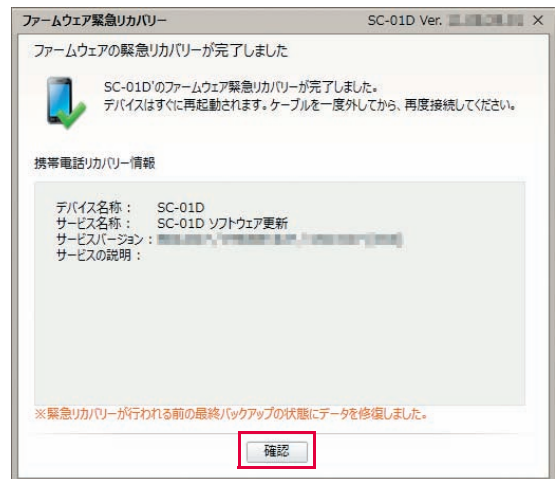 ファームウェア緊急リカバリー SC-01D Ver. ×
ファームウェアの緊急リカバリーが完了しました
SC-01D'のファームウェア緊急リカバリーが完了しました。
デバイスはすぐに再起動されます。ケーブルを一度外してから、再度接続してください。
携帯電話リカバリー情報
デバイス名称： SC-01D
サービス名称： SC-01D ソフトウェア更新
サービスバージョン：
サービスの説明：
※緊急リカバリーが行われる前の最終バックアップの状態にデータを修復しました。
確認